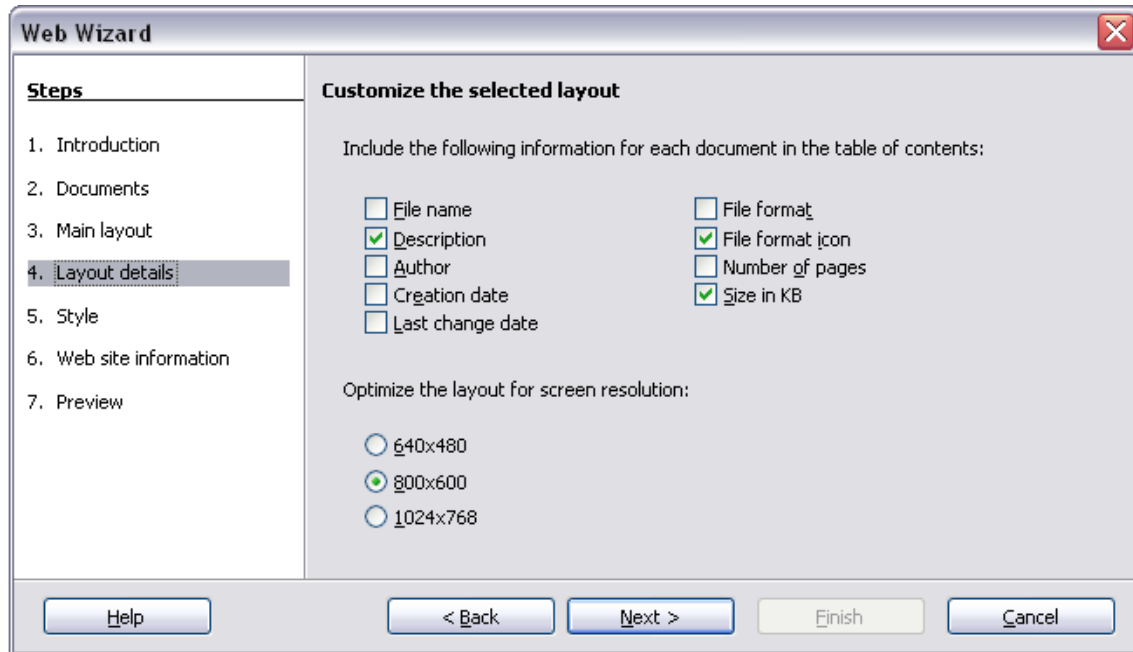 Web Wizard
Steps
1. Introduction
2. Documents
3. Main layout
4. Layout details
5. Style
6. Web site information
7. Preview
Customize the selected layout
Include the following information for each document in the table of contents:
File name
Description
Author
Creation date
Last change date
File format
File format icon
Number of pages
Size in KB
Optimize the layout for screen resolution:
640x480
800x600
1024x768
Help
< Back
Next >
Finish
Cancel